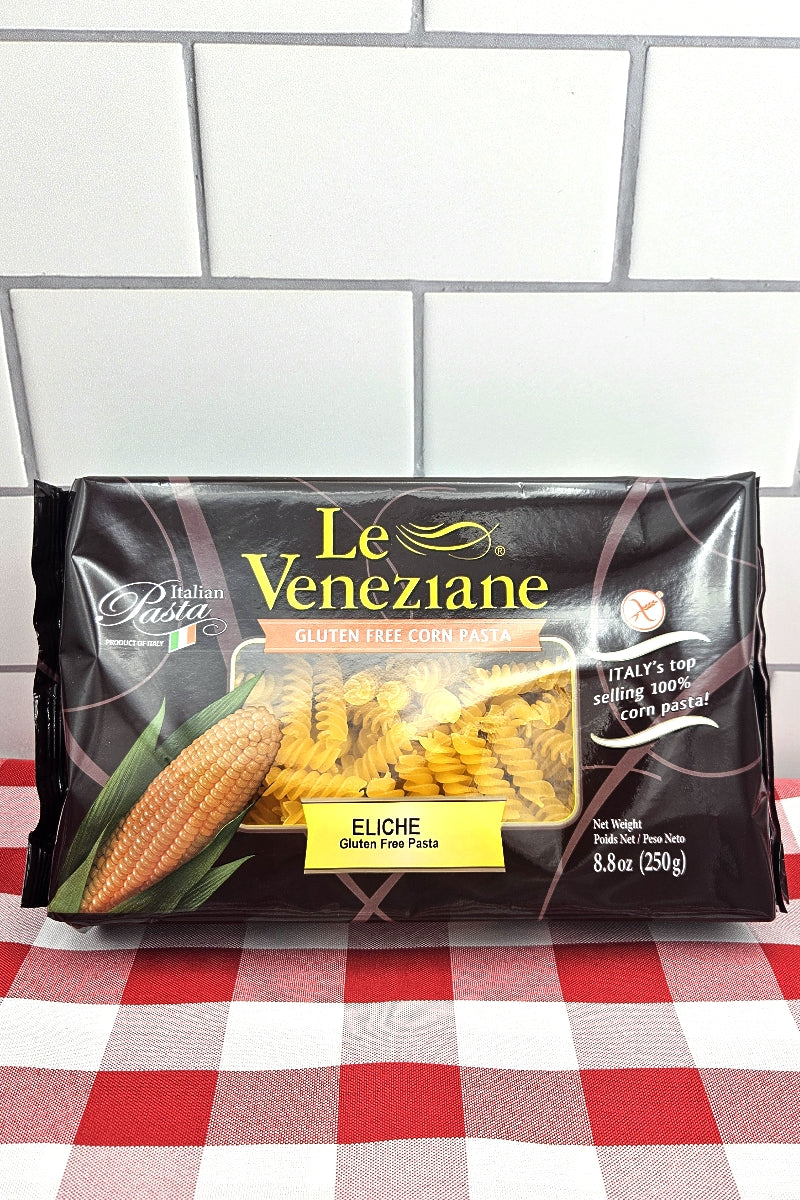 Le
Veneziane®
Italian
Pasta
PRODUCT OF ITALY
GLUTEN FREE CORN PASTA
ITALY's top
selling 100%
corn pasta!
ELICHE
Gluten Free Pasta
Net Weight
Poids Net / Peso Neto
8.8 oz (250g)